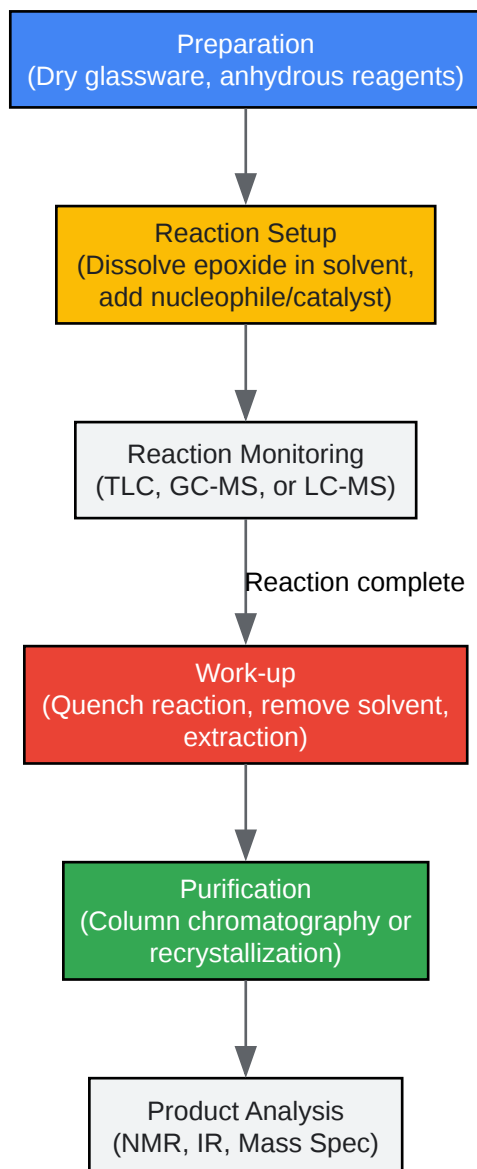 Preparation
(Dry glassware, anhydrous reagents)
Reaction Setup
(Dissolve epoxide in solvent,
add nucleophile/catalyst)
Reaction Monitoring
(TLC, GC-MS, or LC-MS)
Reaction complete
Work-up
(Quench reaction, remove solvent,
extraction)
Purification
(Column chromatography or
recrystallization)
Product Analysis
(NMR, IR, Mass Spec)